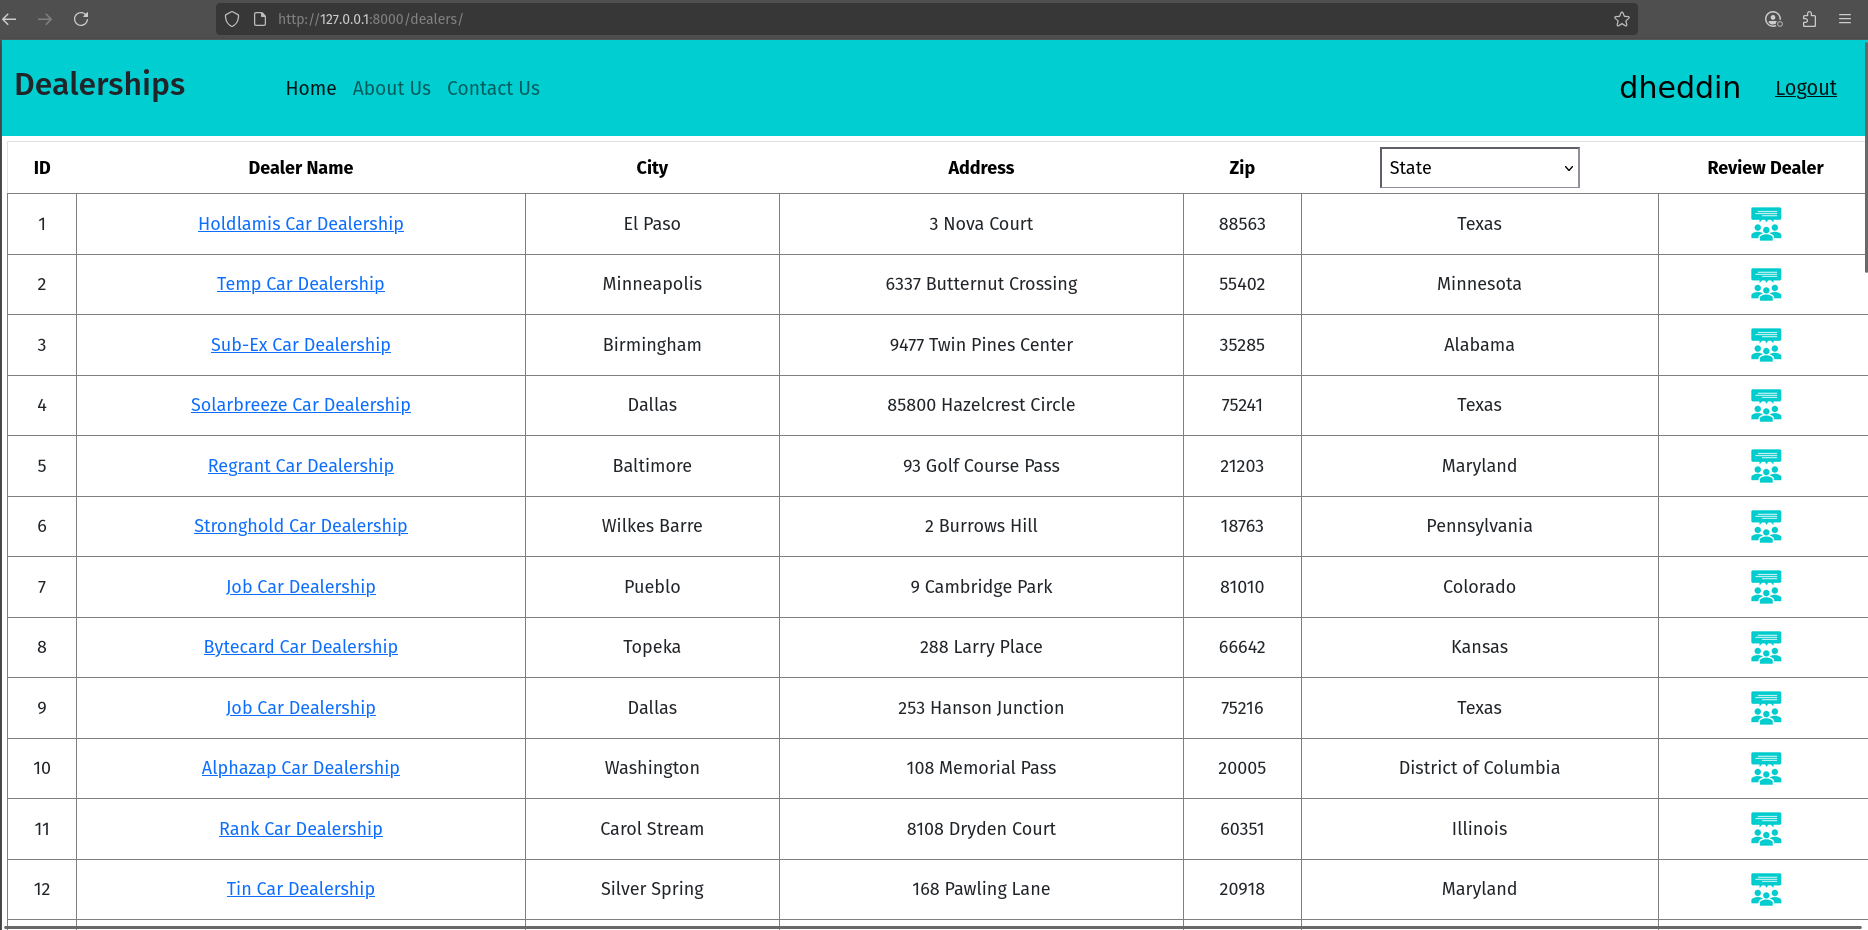 http://127.0.0.1:8000/dealers/
Dealerships Home About Us Contact Us dheddin Logout
ID Dealer Name City Address Zip State Review Dealer
1 Holdlamis Car Dealership El Paso 3 Nova Court 88563 Texas
2 Temp Car Dealership Minneapolis 6337 Butternut Crossing 55402 Minnesota
3 Sub-Ex Car Dealership Birmingham 9477 Twin Pines Center 35285 Alabama
4 Solarbreeze Car Dealership Dallas 85800 Hazelcrest Circle 75241 Texas
5 Regrant Car Dealership Baltimore 93 Golf Course Pass 21203 Maryland
6 Stronghold Car Dealership Wilkes Barre 2 Burrows Hill 18763 Pennsylvania
7 Job Car Dealership Pueblo 9 Cambridge Park 81010 Colorado
8 Bytecard Car Dealership Topeka 288 Larry Place 66642 Kansas
9 Job Car Dealership Dallas 253 Hanson Junction 75216 Texas
10 Alphazap Car Dealership Washington 108 Memorial Pass 20005 District of Columbia
11 Rank Car Dealership Carol Stream 8108 Dryden Court 60351 Illinois
12 Tin Car Dealership Silver Spring 168 Pawling Lane 20918 Maryland